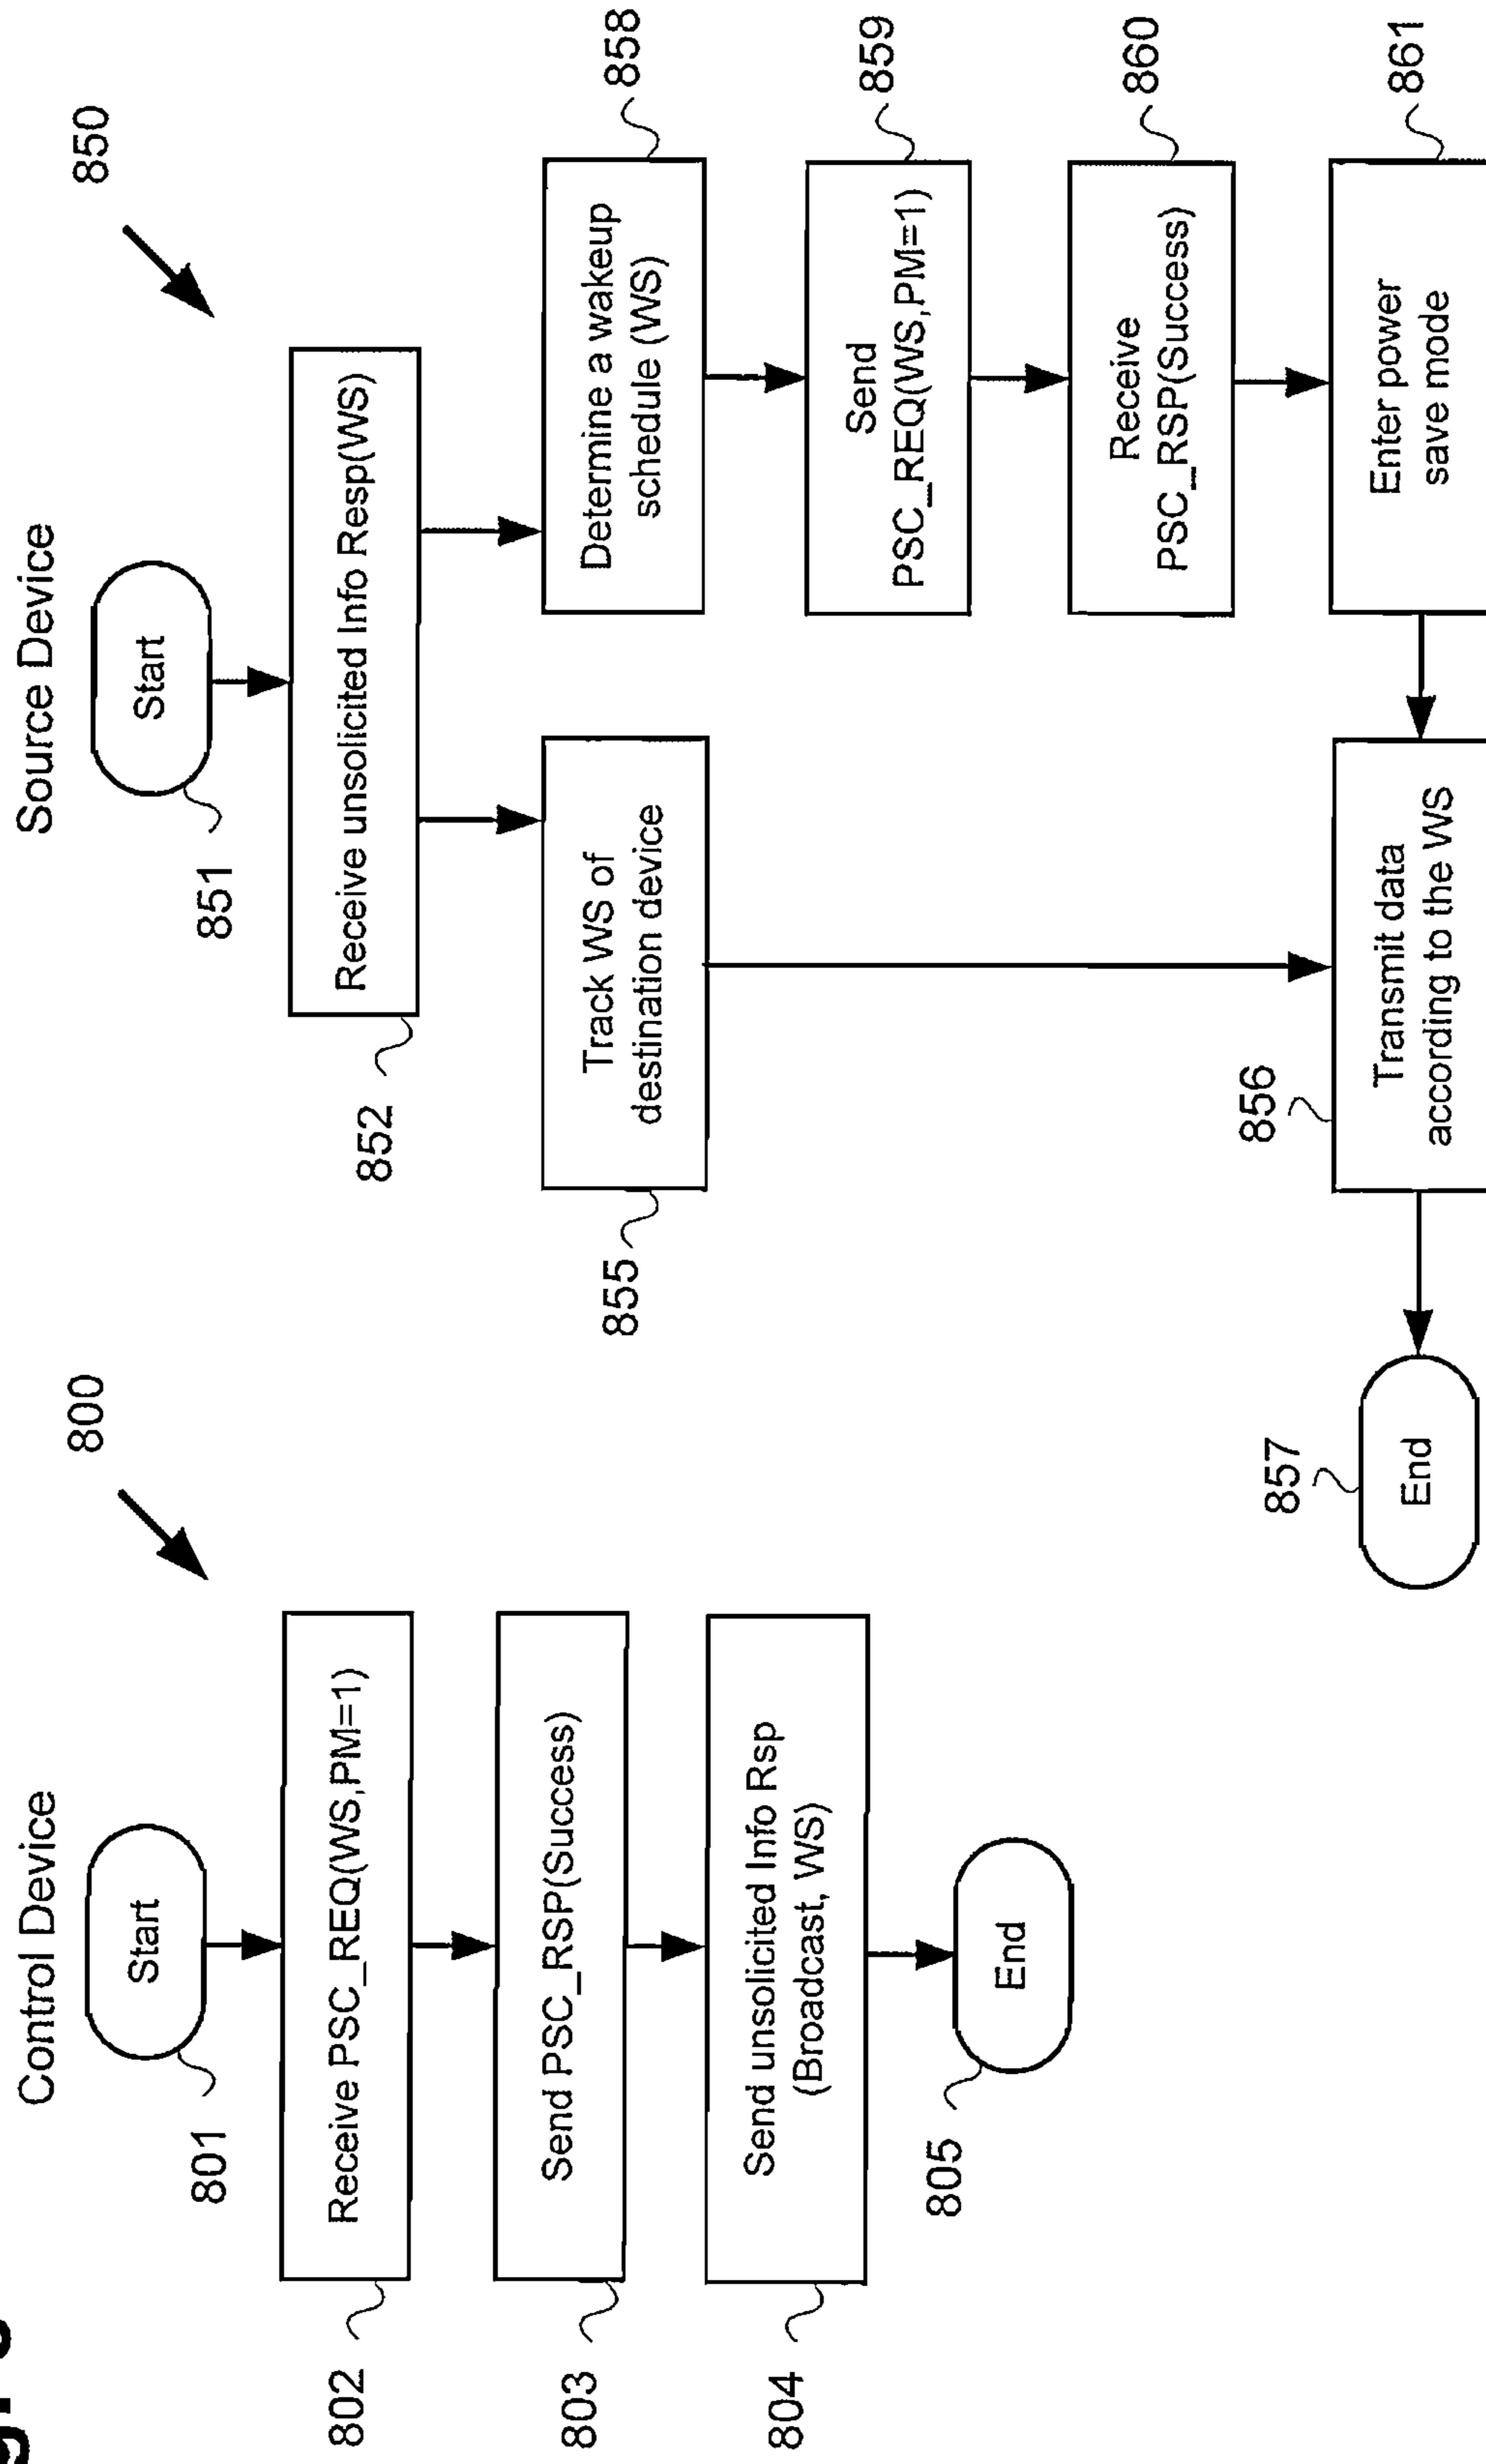 Control Device
800
Start
801
Receive PSC_REQ(WS,PM=1)
802
Send PSC_RSP(Success)
803
Send unsolicited Info Rsp
(Broadcast, WS)
804
End
805
Source Device
850
Start
851
Receive unsolicited Info Resp(WS)
852
Track WS of
destination device
855
Determine a wakeup
schedule (WS)
858
Send
PSC_REQ(WS,PM=1)
859
Receive
PSC_RSP(Success)
860
Enter power
save mode
861
Transmit data
according to the WS
856
End
857